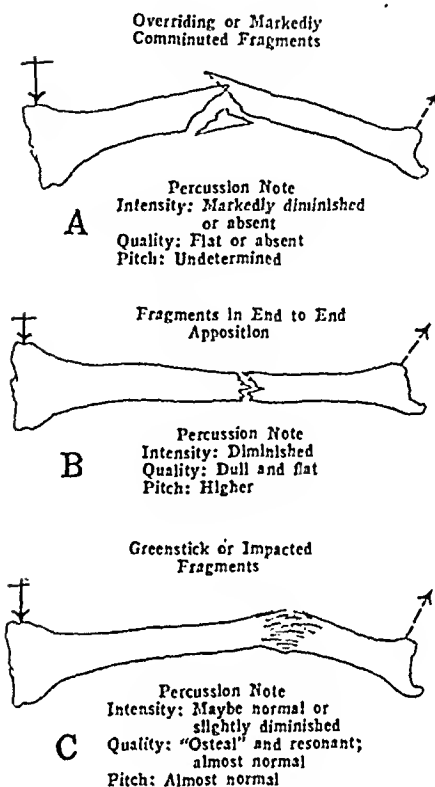 Overriding or Markedly
Comminuted Fragments
Percussion Note
Intensity: Markedly diminished
or absent
Quality: Flat or absent
Pitch: Undetermined
A
Fragments in End to End
Apposition
Percussion Note
Intensity: Diminished
Quality: Dull and flat
Pitch: Higher
B
Greenstick or Impacted
Fragments
Percussion Note
Intensity: Maybe normal or
slightly diminished
Quality: "Osteal" and resonant;
almost normal
Pitch: Almost normal
C